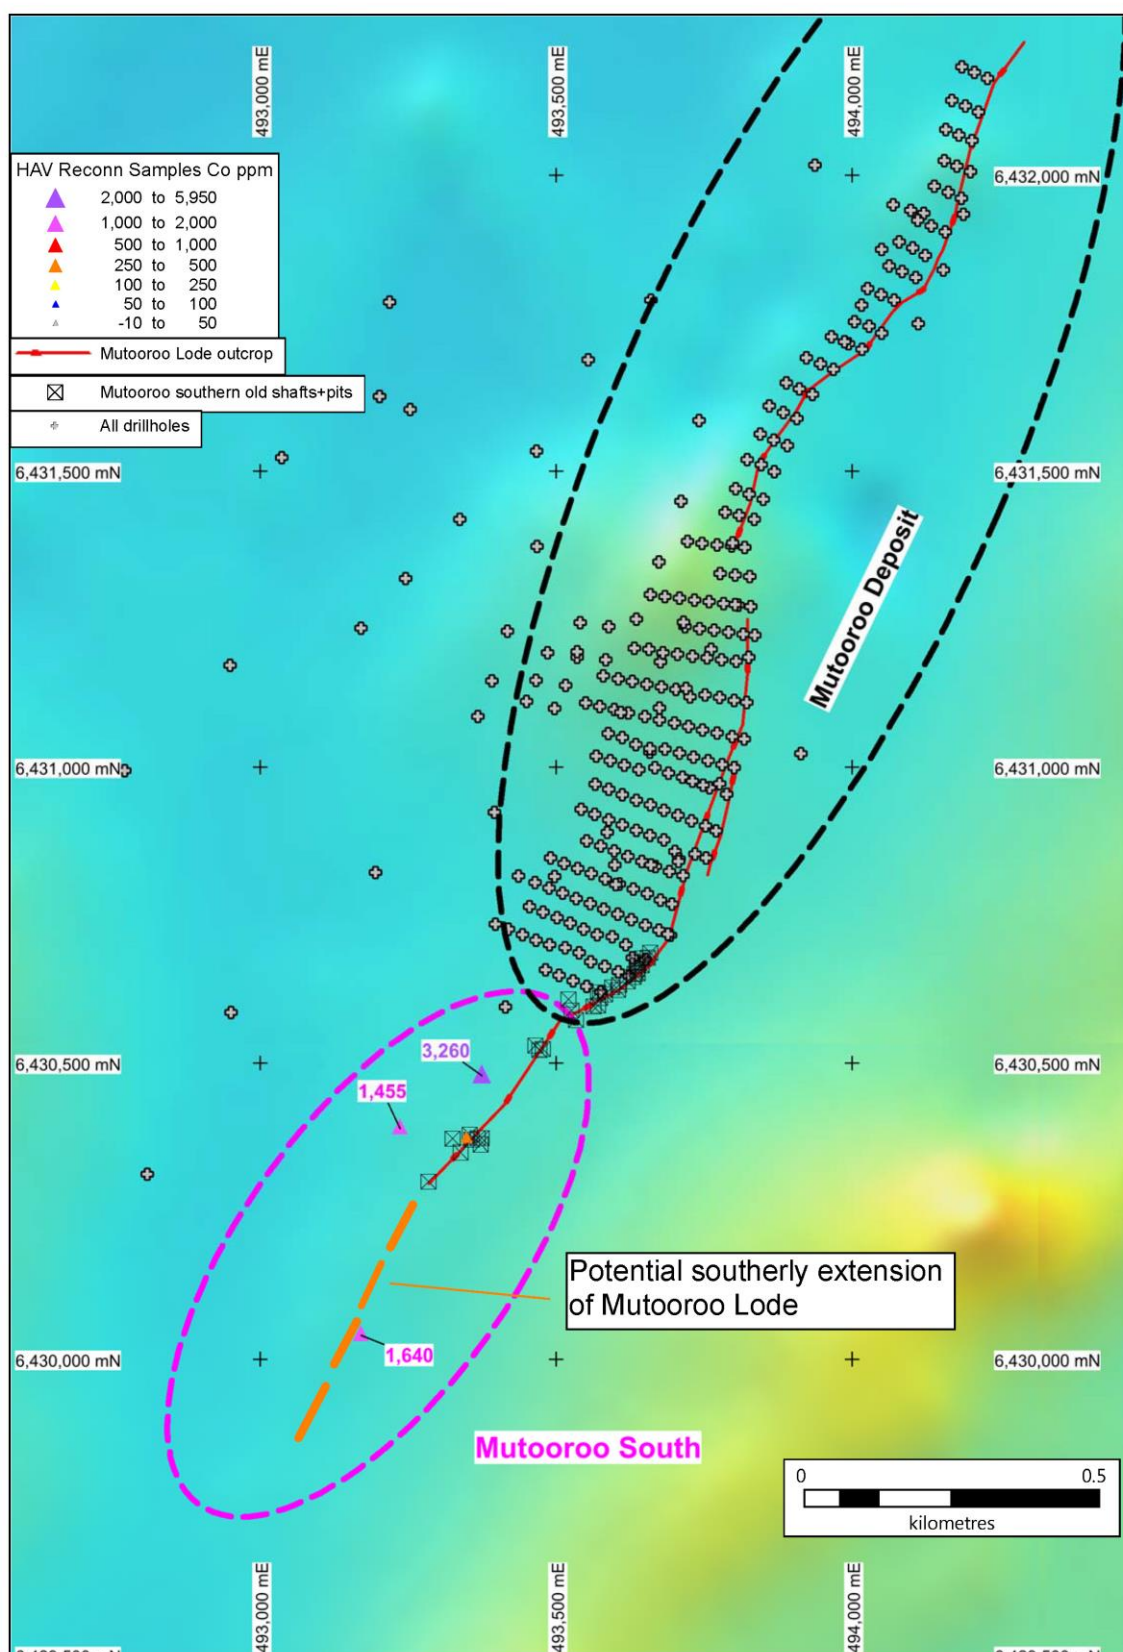 493,000 mE
493,500 mE
494,000 mE
HAV Reconn Samples Co ppm
2,000 to 5,950
1,000 to 2,000
500 to 1,000
250 to 500
100 to 250
50 to 100
-10 to 50
Mutooroo Lode outcrop
Mutooroo southern old shafts+pits
All drillholes
6,432,000 mN
6,431,500 mN
6,431,500 mN
Mutooroo Deposit
6,431,000 mN
6,431,000 mN
3,260
6,430,500 mN
6,430,500 mN
1,455
Potential southerly extension
of Mutooroo Lode
6,430,000 mN
1,640
6,430,000 mN
Mutooroo South
0 0.5
kilometres
493,000 mE
493,500 mE
494,000 mE